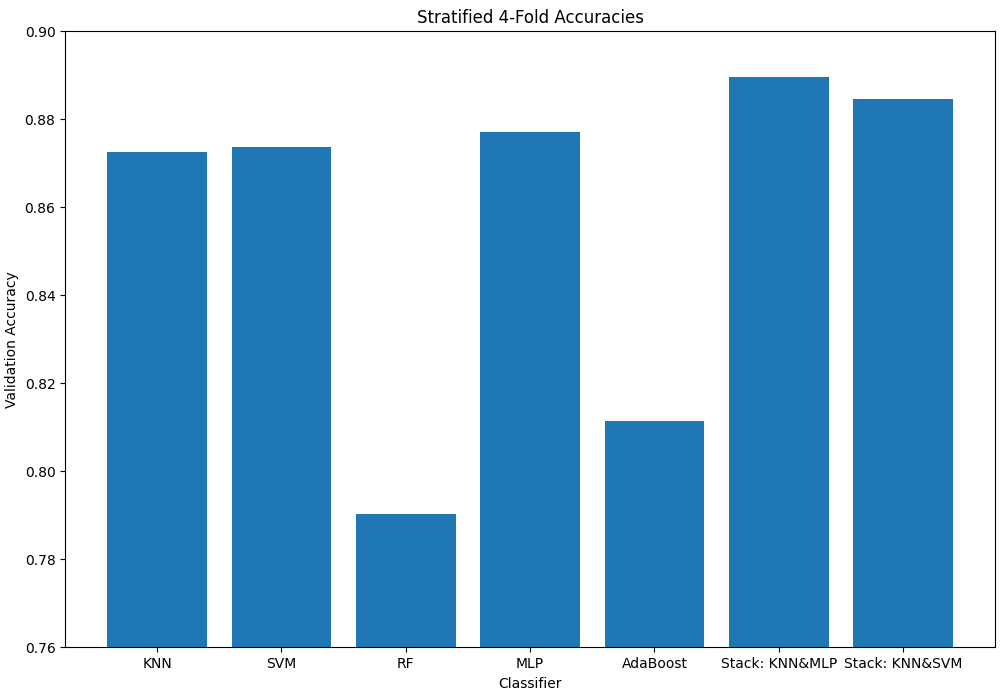 Stratified 4-Fold Accuracies
Validation Accuracy
0.90
0.88
0.86
0.84
0.82
0.80
0.78
0.76
KNN SVM RF MLP AdaBoost Stack: KNN&MLP Stack: KNN&SVM
Classifier